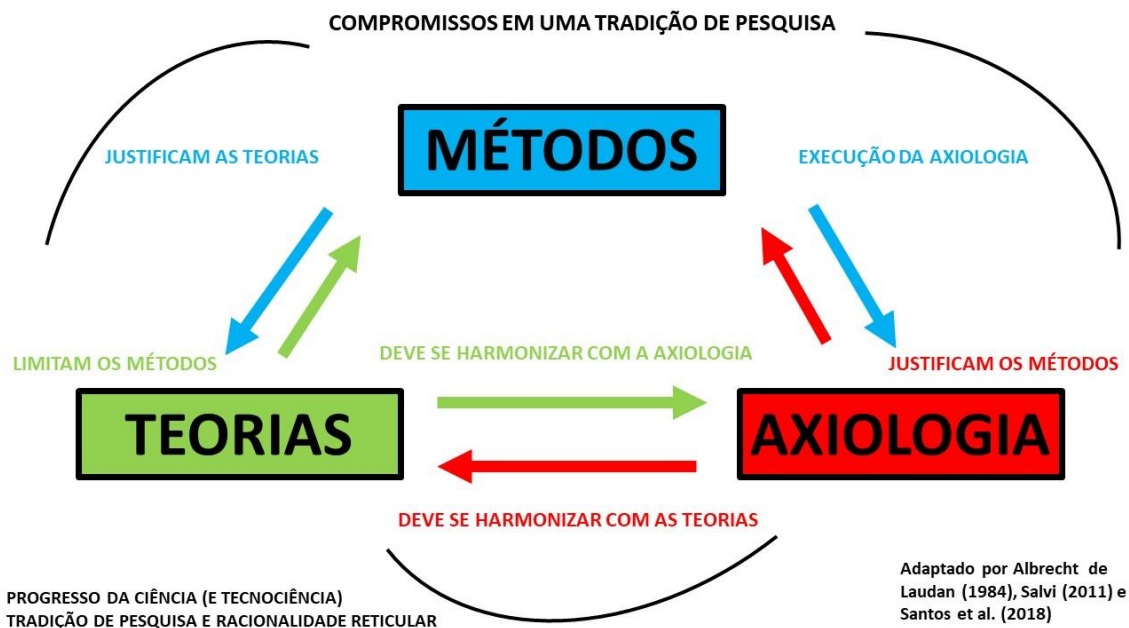 COMPROMISSOS EM UMA TRADIÇÃO DE PESQUISA
MÉTODOS
JUSTIFICAM AS TEORIAS
EXECUÇÃO DA AXIOLOGIA
LIMITAM OS MÉTODOS
DEVE SE HARMONIZAR COM A AXIOLOGIA
JUSTIFICAM OS MÉTODOS
TEORIAS
AXIOLOGIA
DEVE SE HARMONIZAR COM AS TEORIAS
PROGRESSO DA CIÊNCIA (E TECNOCIÊNCIA)
TRADIÇÃO DE PESQUISA E RACIONALIDADE RETICULAR
Adaptado por Albrecht de
Laudan (1984), Salvi (2011) e
Santos et al. (2018)